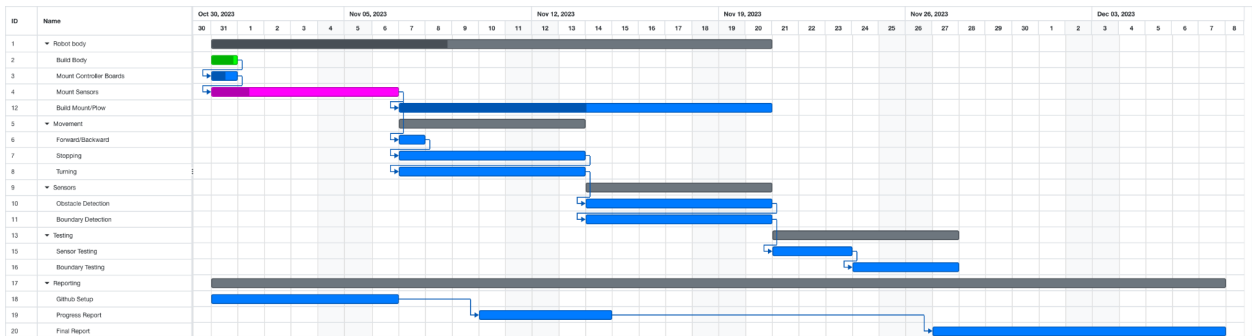 ID Name Oct 30, 2023 Nov 05, 2023 Nov 12, 2023 Nov 19, 2023 Nov 26, 2023 Dec 03, 2023
30 31 1 2 3 4 5 6 7 8 9 10 11 12 13 14 15 16 17 18 19 20 21 22 23 24 25 26 27 28 29 30 1 2 3 4 5 6 7 8
1 Robot body
2 Build Body
3 Mount Controller Boards
4 Mount Sensors
12 Build Mount/Plow
5 Movement
6 Forward/Backward
7 Stopping
8 Turning
9 Sensors
10 Obstacle Detection
11 Boundary Detection
13 Testing
15 Sensor Testing
16 Boundary Testing
17 Reporting
18 Github Setup
19 Progress Report
20 Final Report